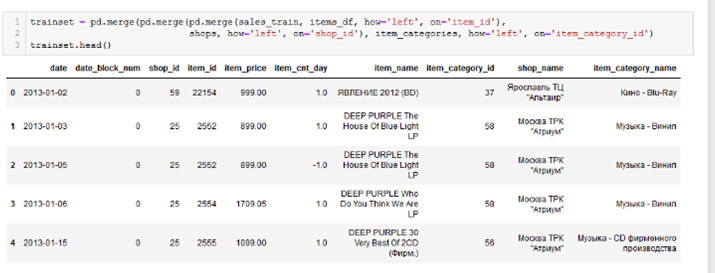 1 trainset = pd.merge(pd.merge(pd.merge(sales_train, items_df, how='left', on='item_id'),
2 shops, how='left', on='shop_id'), item_categories, how='left', on='item_category_id')
3 trainset.head()
date date_block_num shop_id item_id item_price item_cnt_day item_name item_category_id shop_name item_category_name
0 2013-01-02 0 59 22154 999.00 1.0 ЯВЛЕНИЕ 2012 (BD) 37 Ярославль ТЦ "Альтаир" Кино - Blu-Ray
1 2013-01-03 0 25 2552 899.00 1.0 DEEP PURPLE The House Of Blue Light LP 58 Москва ТРК "Атриум" Музыка - Винил
2 2013-01-05 0 25 2552 899.00 -1.0 DEEP PURPLE The House Of Blue Light LP 58 Москва ТРК "Атриум" Музыка - Винил
3 2013-01-06 0 25 2554 1709.05 1.0 DEEP PURPLE Who Do You Think We Are LP 58 Москва ТРК "Атриум" Музыка - Винил
4 2013-01-15 0 25 2555 1099.00 1.0 DEEP PURPLE 30 Very Best Of 2CD (Фирм.) 56 Москва ТРК "Атриум" Музыка - CD фирменного производства